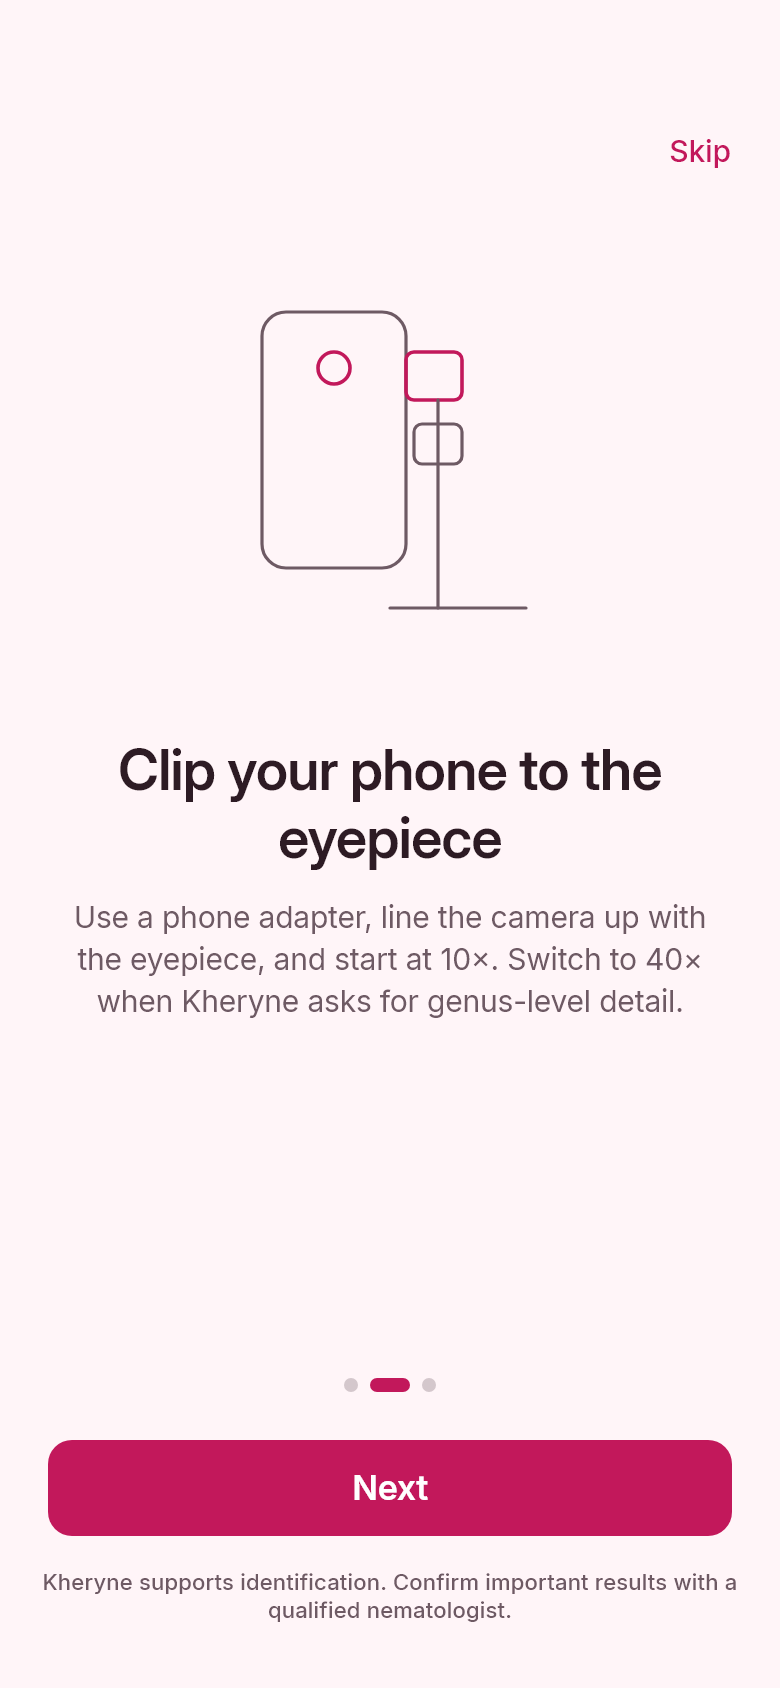 Skip
Clip your phone to the
eyepiece
Use a phone adapter, line the camera up with
the eyepiece, and start at 10×. Switch to 40×
when Kheryne asks for genus-level detail.
Next
Kheryne supports identification. Confirm important results with a
qualified nematologist.